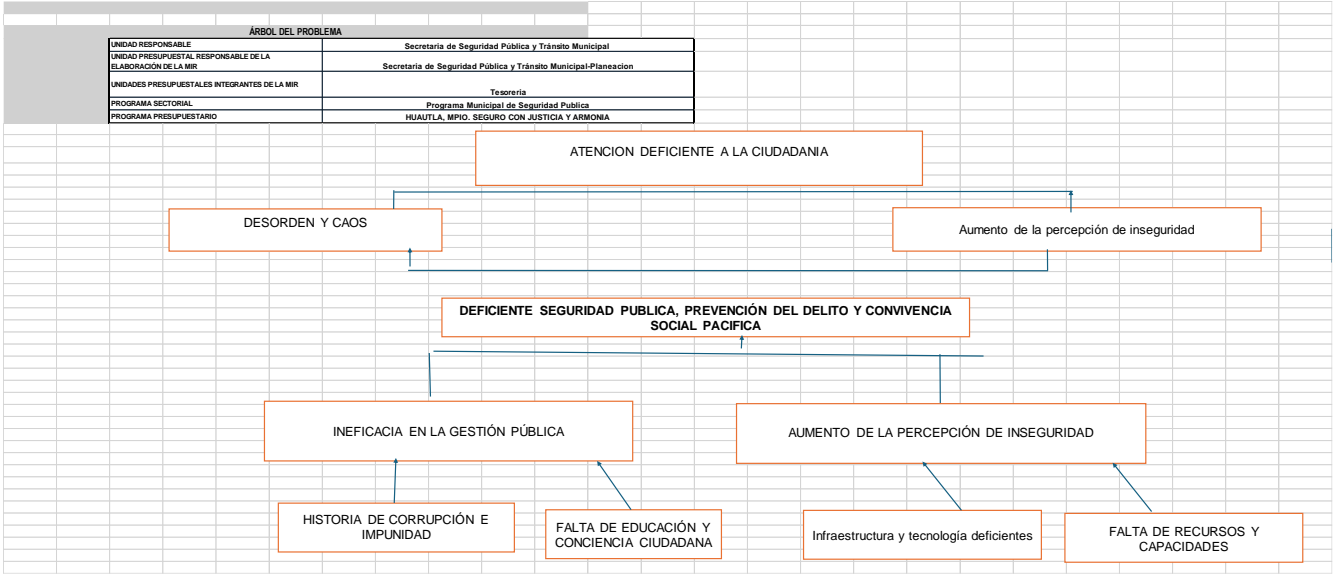 ÁRBOL DEL PROBLEMA
UNIDAD RESPONSABLE
Secretaria de Seguridad Pública y Tránsito Municipal
UNIDAD PRESUPUESTAL RESPONSABLE DE LA
ELABORACIÓN DE LA MIR
Secretaria de Seguridad Pública y Tránsito Municipal-Planeacion
UNIDADES PRESUPUESTALES INTEGRANTES DE LA MIR
Tesoreria
PROGRAMA SECTORIAL
Programa Municipal de Seguridad Publica
PROGRAMA PRESUPUESTARIO
HUAUTLA, MPIO. SEGURO CON JUSTICIA Y ARMONIA
ATENCION DEFICIENTE A LA CIUDADANIA
DESORDEN Y CAOS
Aumento de la percepción de inseguridad
DEFICIENTE SEGURIDAD PUBLICA, PREVENCIÓN DEL DELITO Y CONVIVENCIA
SOCIAL PACIFICA
INEFICACIA EN LA GESTIÓN PÚBLICA
AUMENTO DE LA PERCEPCIÓN DE INSEGURIDAD
HISTORIA DE CORRUPCIÓN E
IMPUNIDAD
FALTA DE EDUCACIÓN Y
CONCIENCIA CIUDADANA
Infraestructura y tecnología deficientes
FALTA DE RECURSOS Y
CAPACIDADES